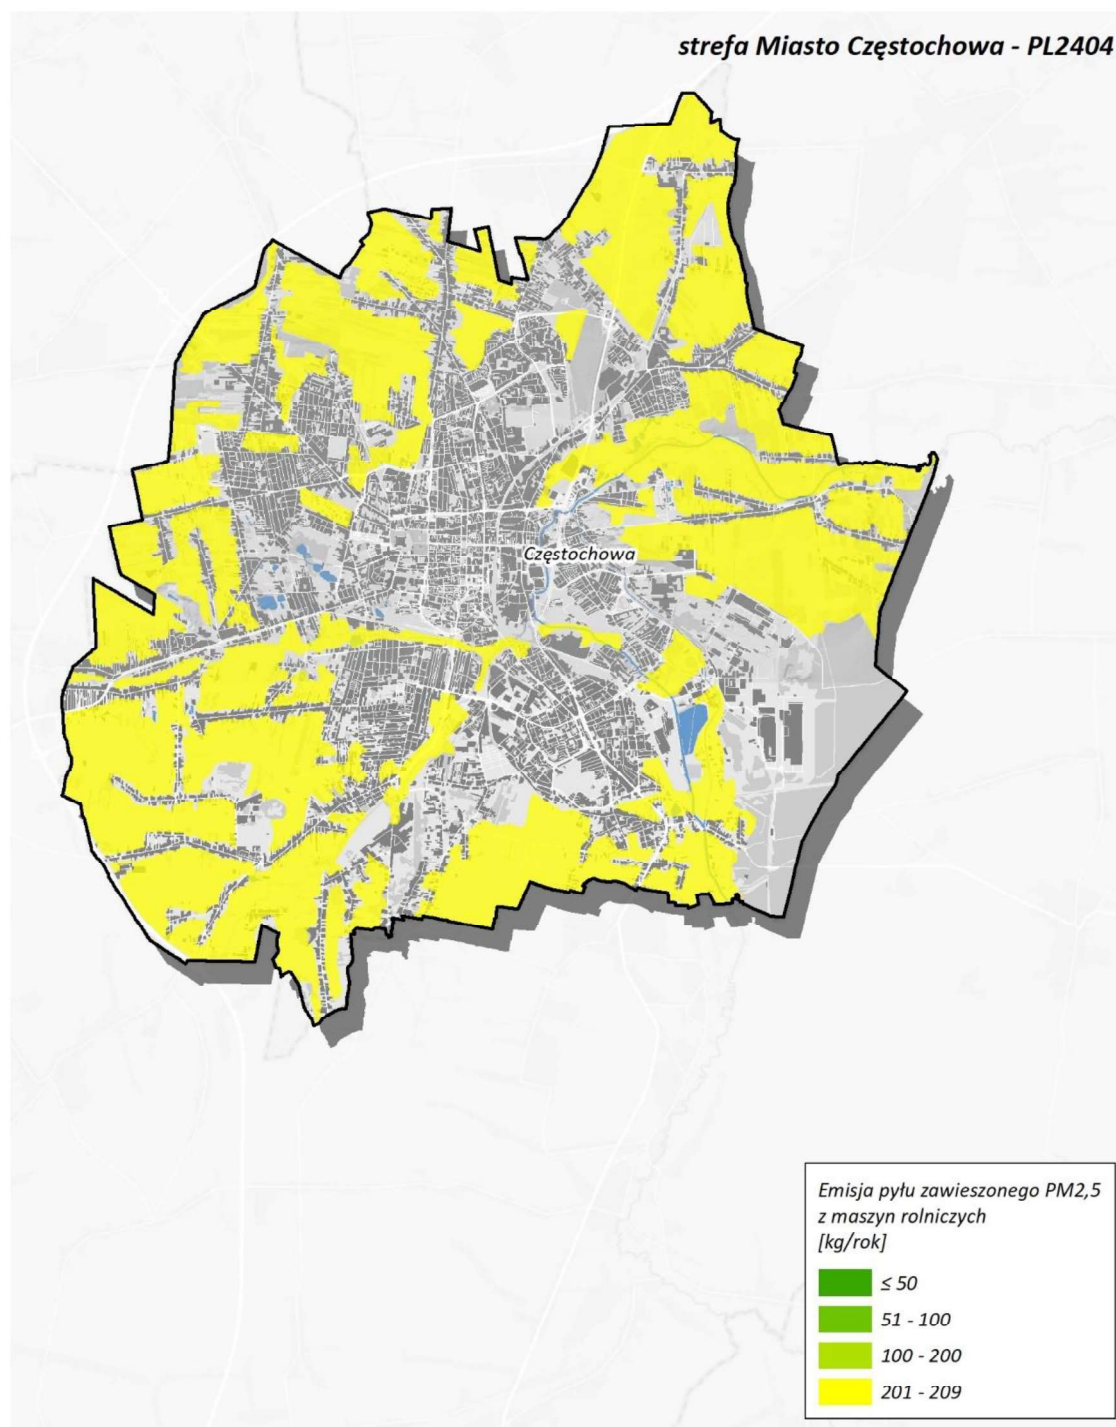 strefa Miasto Częstochowa - PL2404
Częstochowa
Emisja pyłu zawieszonego PM2,5
z maszyn rolniczych
[kg/rok]
≤ 50
51 - 100
100 - 200
201 - 209